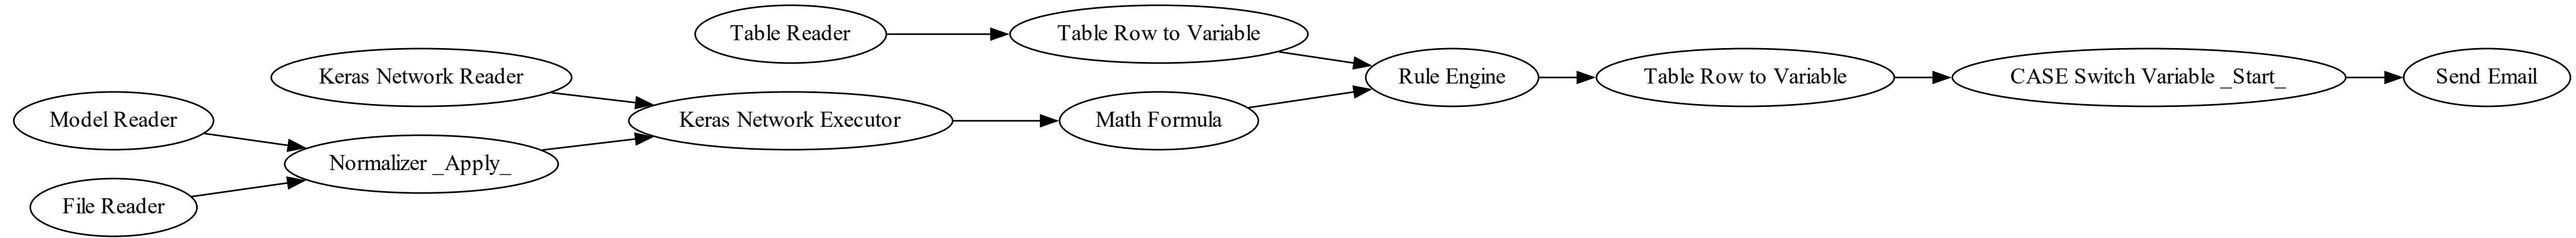 Table Reader
Table Row to Variable
Keras Network Reader
Rule Engine
Table Row to Variable
CASE Switch Variable _Start_
Send Email
Model Reader
Keras Network Executor
Math Formula
Normalizer _Apply_
File Reader